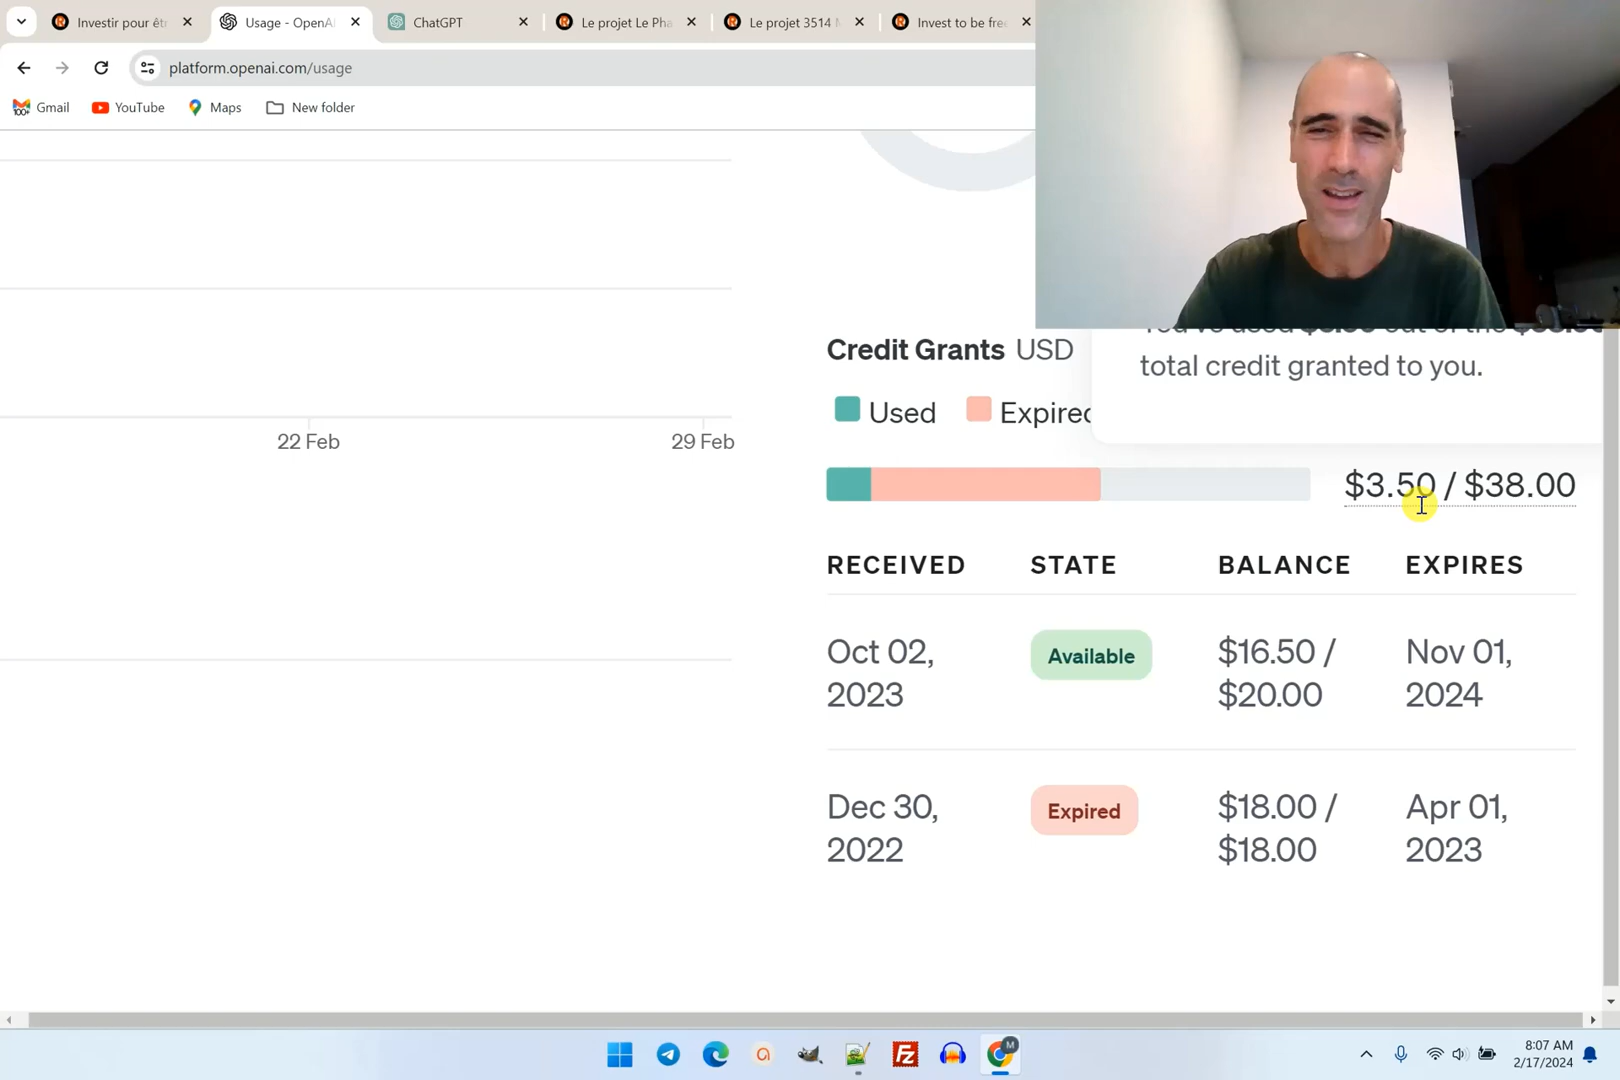 Investir pour êt
Usage - OpenA
ChatGPT
Le projet Le Pha
Le projet 3514
Invest to be fre
platform.openai.com/usage
Gmail
YouTube
Maps
New folder
total credit granted to you.
Credit Grants USD
Used
Expired
22 Feb
29 Feb
$3.50 / $38.00
RECEIVED STATE BALANCE EXPIRES
Oct 02, 2023
Available
$16.50 / $20.00
Nov 01, 2024
Dec 30, 2022
Expired
$18.00 / $18.00
Apr 01, 2023
M
8:07 AM
2/17/2024